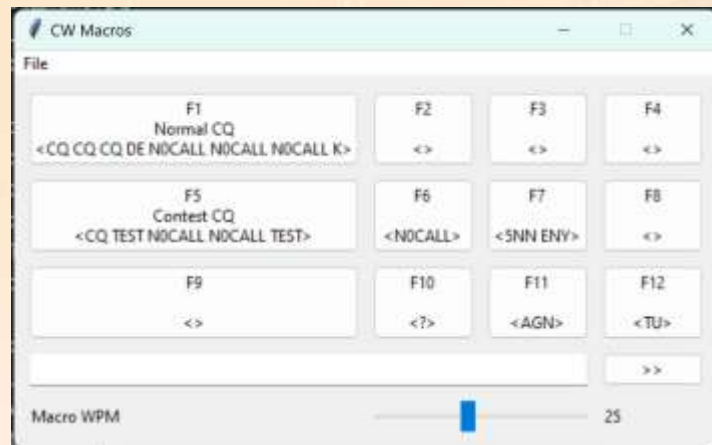 CW Macros
File
F1
Normal CQ
<CQ CQ CQ DE N0CALL N0CALL N0CALL K>
F2
<>
F3
<>
F4
<>
F5
Contest CQ
<CQ TEST N0CALL N0CALL TEST>
F6
<N0CALL>
F7
<5NN ENY>
F8
<>
F9
<>
F10
<?>
F11
<AGN>
F12
<TU>
>>
Macro WPM
25